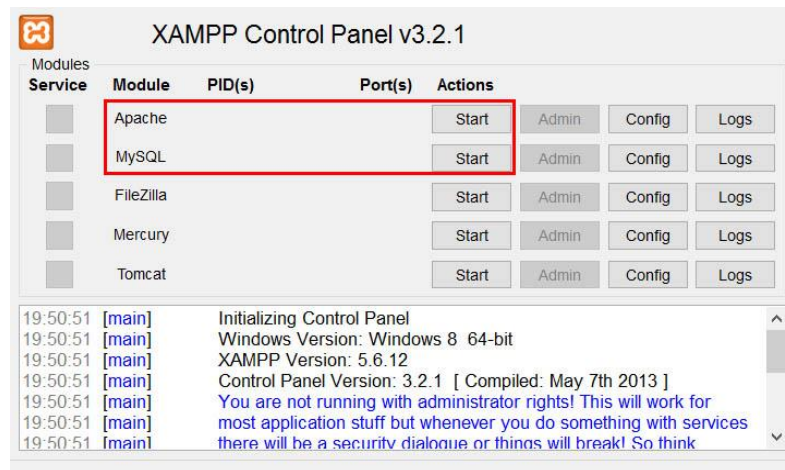 XAMPP Control Panel v3.2.1
Modules
Service Module PID(s) Port(s) Actions
Apache Start Admin Config Logs
MySQL Start Admin Config Logs
FileZilla Start Admin Config Logs
Mercury Start Admin Config Logs
Tomcat Start Admin Config Logs
19:50:51 [main] Initializing Control Panel
19:50:51 [main] Windows Version: Windows 8 64-bit
19:50:51 [main] XAMPP Version: 5.6.12
19:50:51 [main] Control Panel Version: 3.2.1 [ Compiled: May 7th 2013 ]
19:50:51 [main] You are not running with administrator rights! This will work for
19:50:51 [main] most application stuff but whenever you do something with services
19:50:51 [main] there will be a security dialogue or things will break! So think